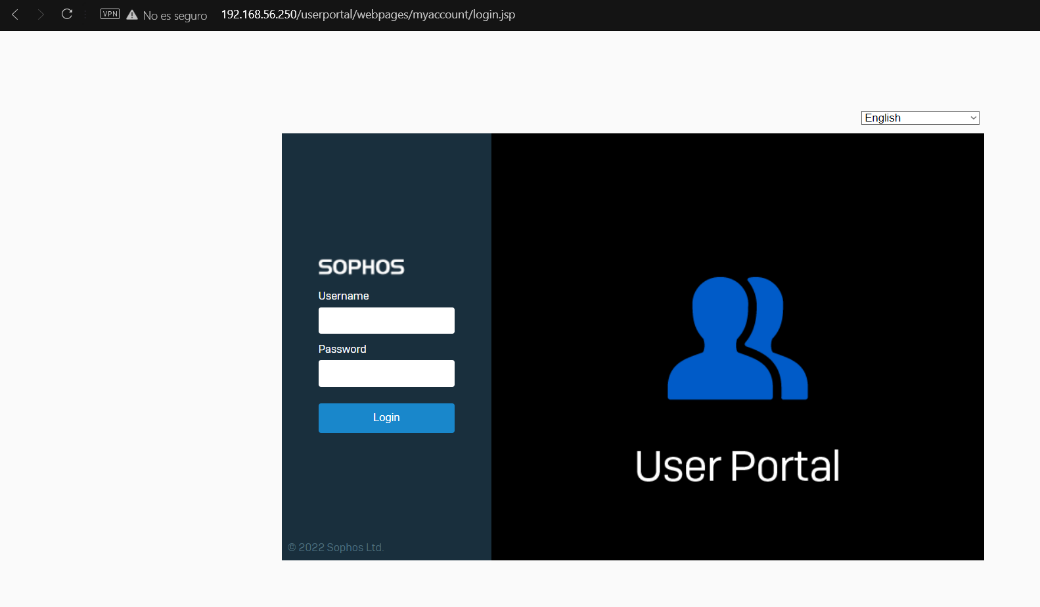 VPN No es seguro 192.168.56.250/userportal/webpages/myaccount/login.jsp
English
SOPHOS
Username
Password
Login
User Portal
© 2022 Sophos Ltd.